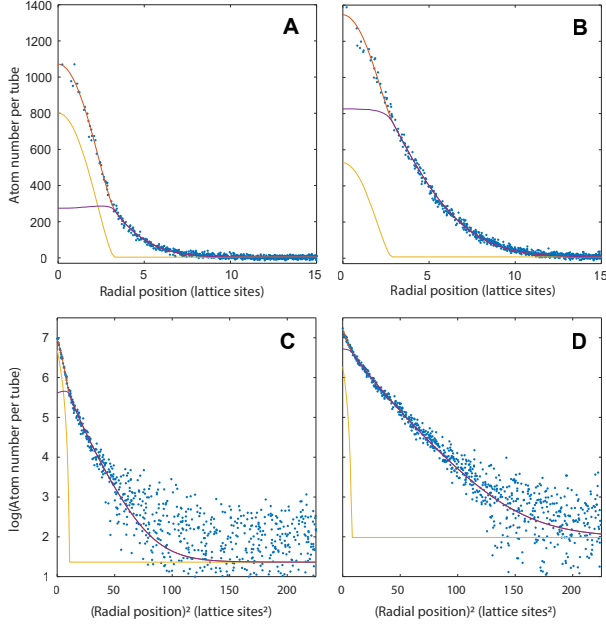 A
B
Atom number per tube
1400
1200
1000
800
600
400
200
0
0 5 10 15
0 5 10 15
Radial position (lattice sites)
Radial position (lattice sites)
C
D
log(Atom number per tube)
7
6
5
4
3
2
1
0 50 100 150 200
0 50 100 150 200
(Radial position)² (lattice sites²)
(Radial position)² (lattice sites²)